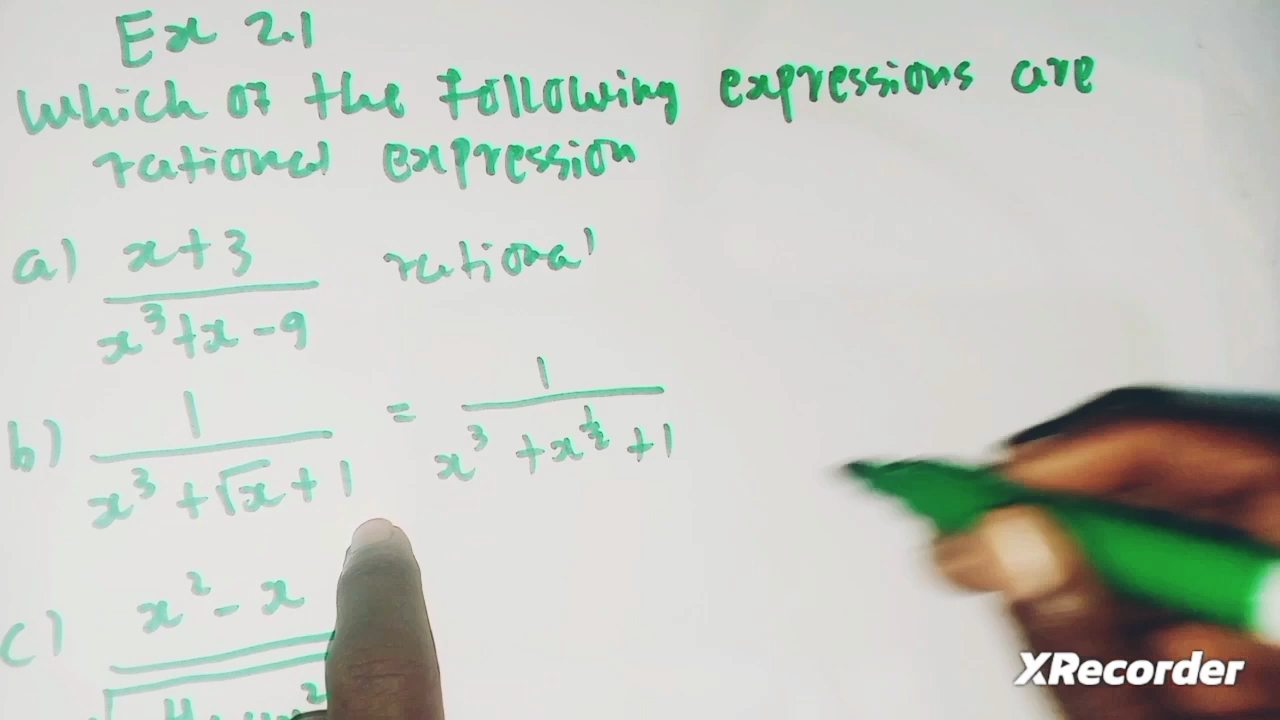 Ex 2.1
Which of the following expressions are
rational expression
a) x+3 / x³+x-9 rational
b) 1 / x³+√x+1 = 1 / x³+x^½+1
c) x²-x
XRecorder